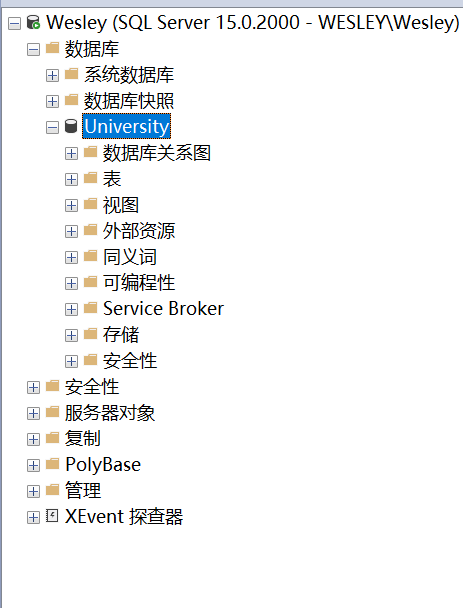 Wesley (SQL Server 15.0.2000 - WESLEY\Wesley)
数据库
系统数据库
数据库快照
University
数据库关系图
表
视图
外部资源
同义词
可编程性
Service Broker
存储
安全性
安全性
服务器对象
复制
PolyBase
管理
XEvent 探查器